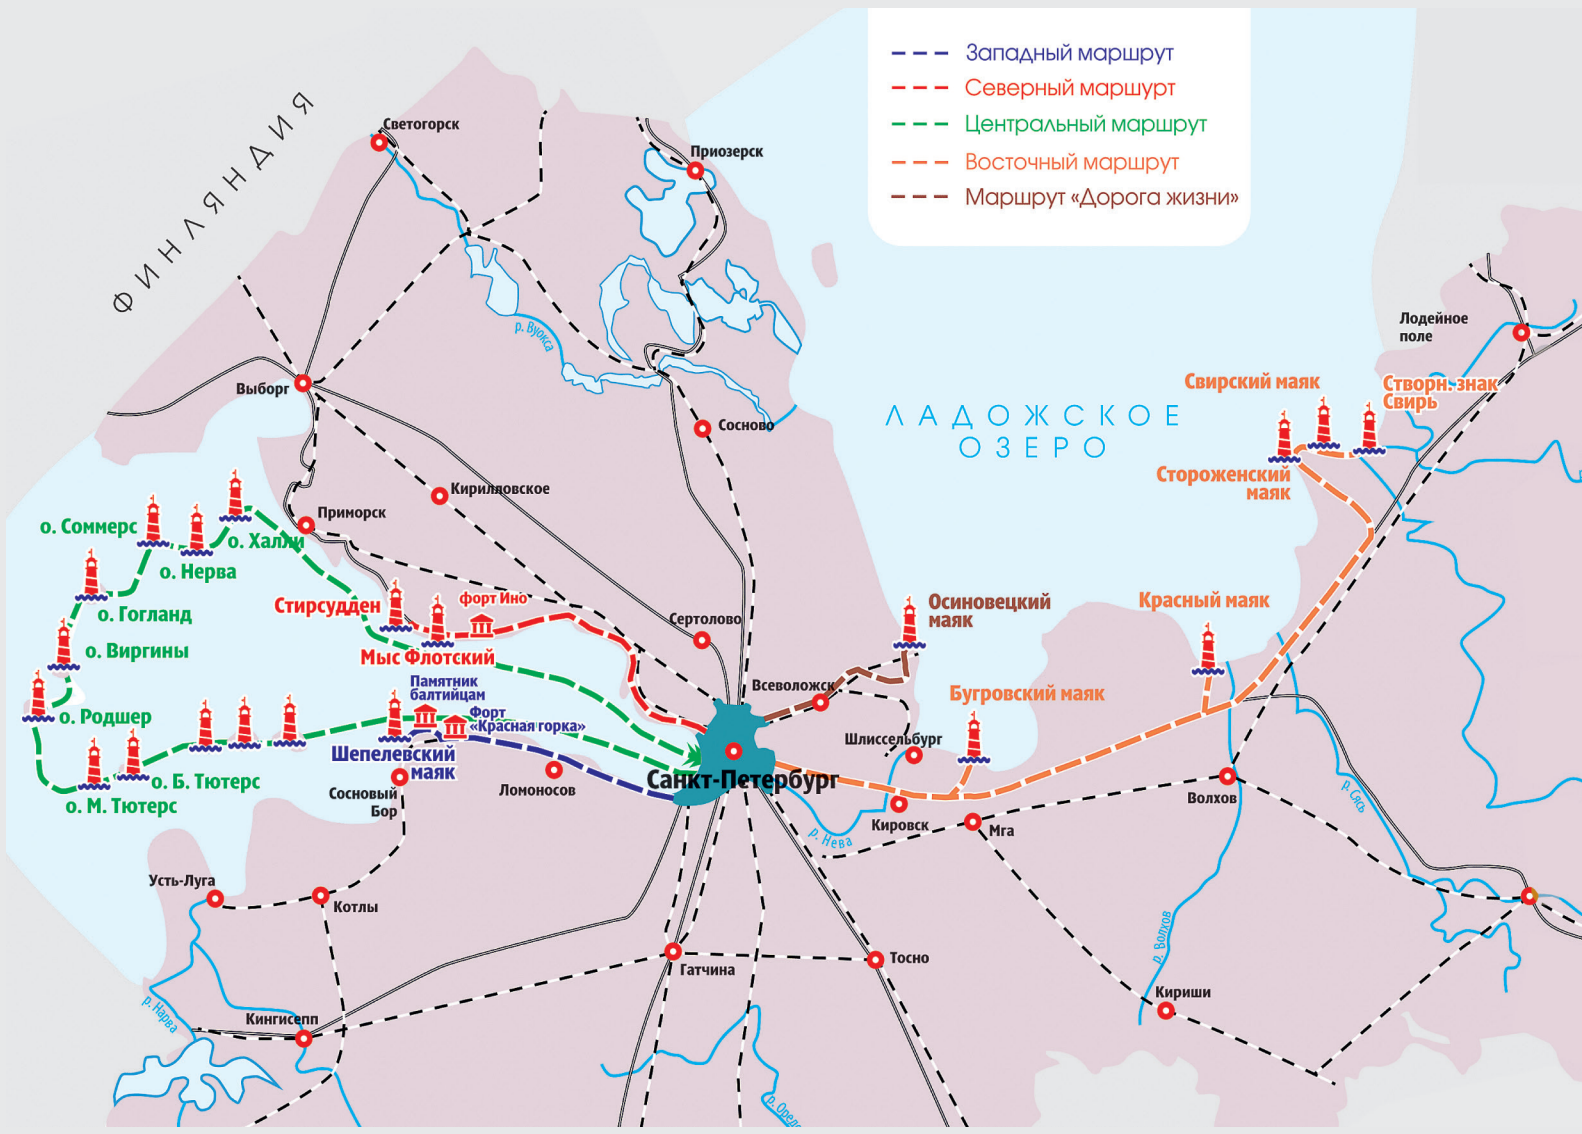 Западный маршрут
Северный маршурт
Центральный маршрут
Восточный маршрут
Маршрут «Дорога жизни»
ФИНЛЯНДИЯ
Светогорск
Приозерск
р. Вуокса
Лодейное
поле
Выборг
Свирский маяк
Створн. знак
Свирь
ЛАДОЖСКОЕ
ОЗЕРО
Сосново
Стороженский
маяк
Кирилловское
Приморск
о. Соммерс
о. Халли
о. Нерва
о. Гогланд
Стирсудден
форт Ино
Осиновецкий
маяк
Красный маяк
Сертолово
о. Виргины
Мыс Флотский
Памятник
балтийцам
Всеволожск
Бугровский маяк
о. Родшер
Форт
«Красная горка»
Шлиссельбург
Шепелевский
маяк
Санкт-Петербург
о. Б. Тютерс
о. М. Тютерс
Сосновый
Бор
Ломоносов
Волхов
р. Сясь
Кировск
Мга
р. Нева
Усть-Луга
Котлы
р. Волхов
Гатчина
Тосно
Кириши
р. Нарва
Кингисепп